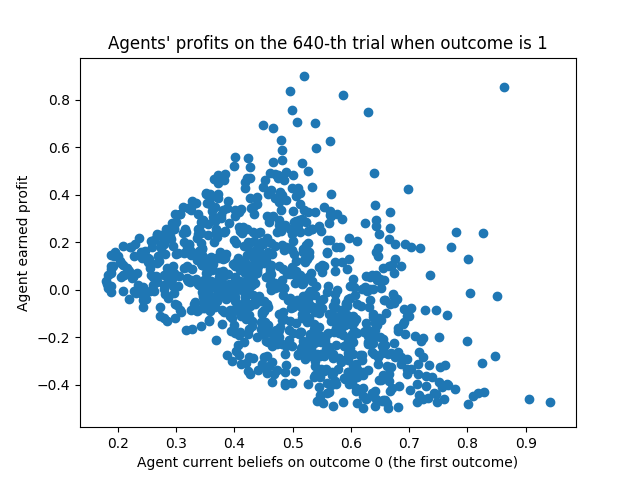 Agents' profits on the 640-th trial when outcome is 1
Agent earned profit
0.8
0.6
0.4
0.2
0.0
−0.2
−0.4
0.2 0.3 0.4 0.5 0.6 0.7 0.8 0.9
Agent current beliefs on outcome 0 (the first outcome)